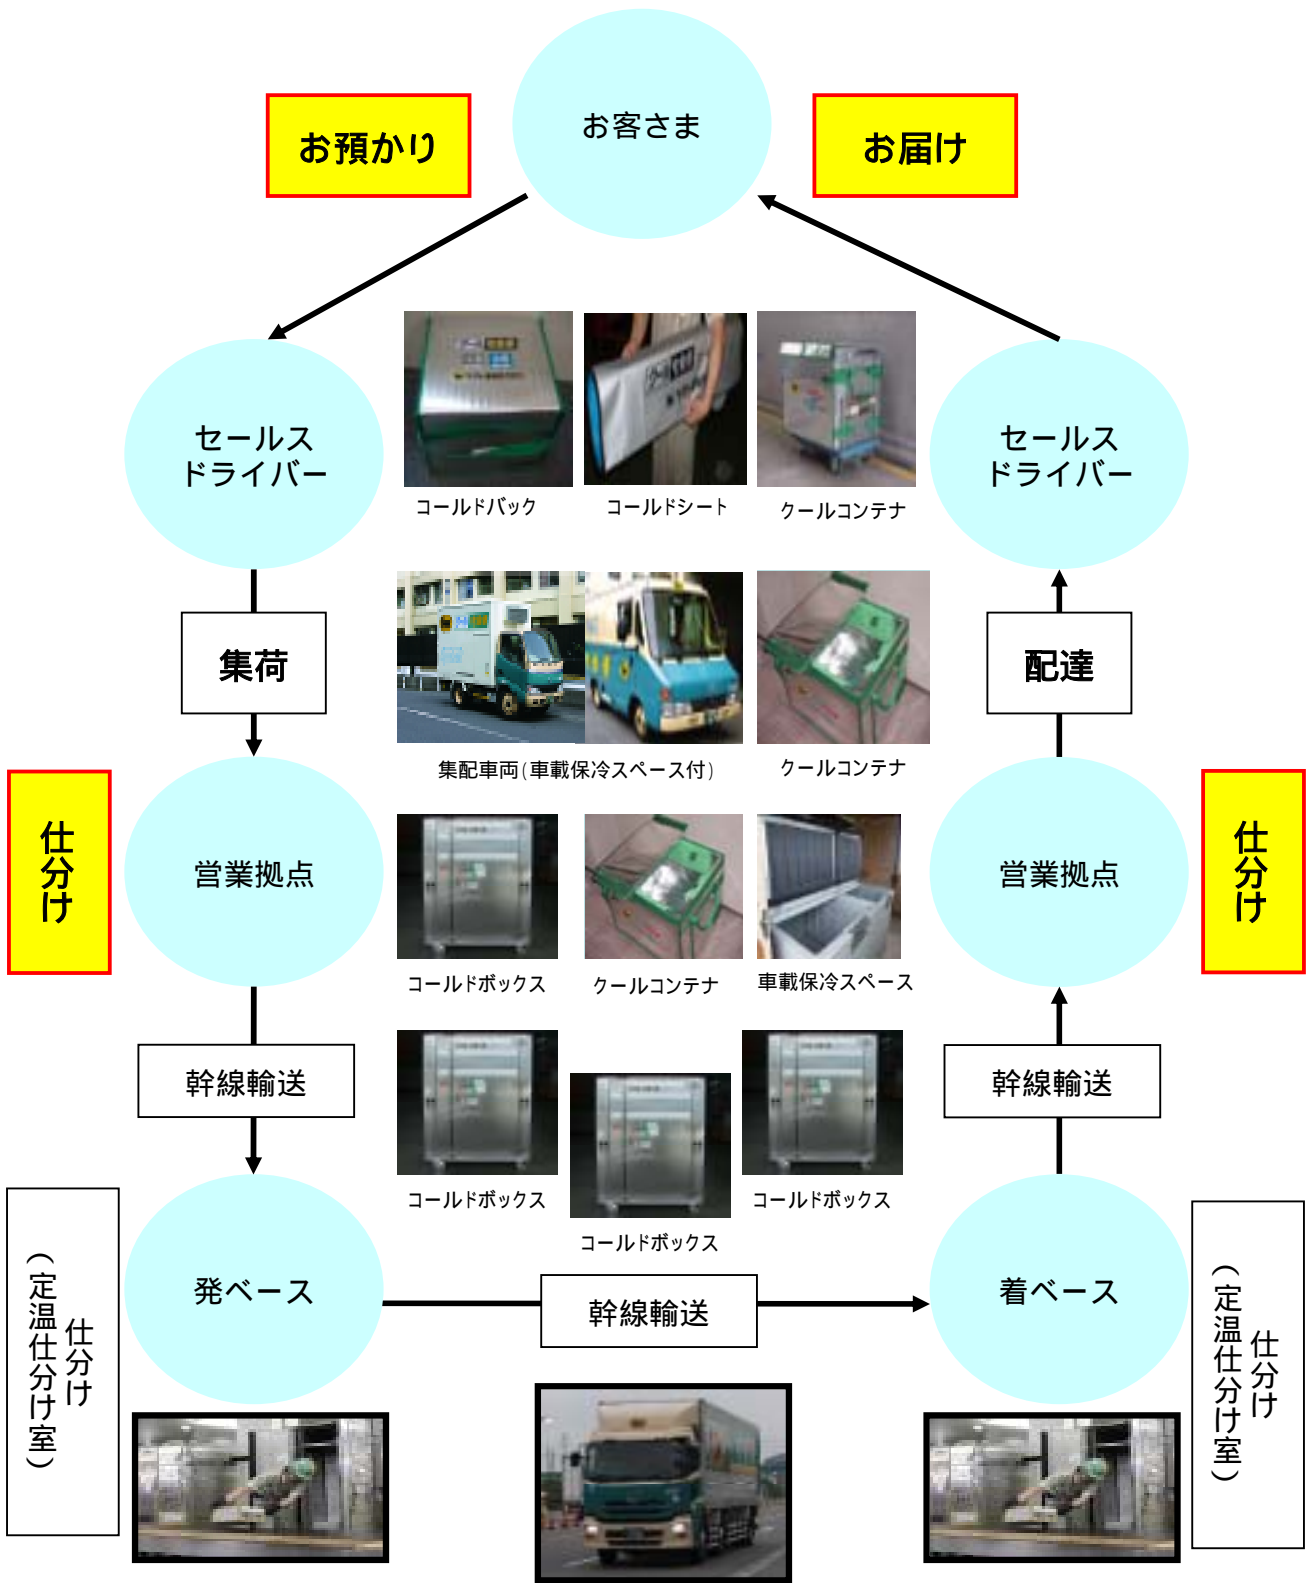 お客さま
お預かり
お届け
セールス
ドライバー
コールドバック
コールドシート
クールコンテナ
セールス
ドライバー
集荷
集配車両(車載保冷スペース付)
クールコンテナ
配達
仕分け
営業拠点
コールドボックス
クールコンテナ
車載保冷スペース
営業拠点
仕分け
幹線輸送
コールドボックス
コールドボックス
コールドボックス
幹線輸送
仕分け
(定温仕分け室)
発ベース
幹線輸送
着ベース
仕分け
(定温仕分け室)